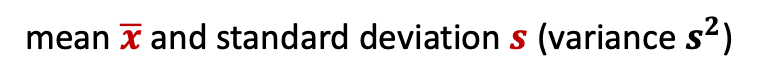 mean x̅ and standard deviation s (variance s²)